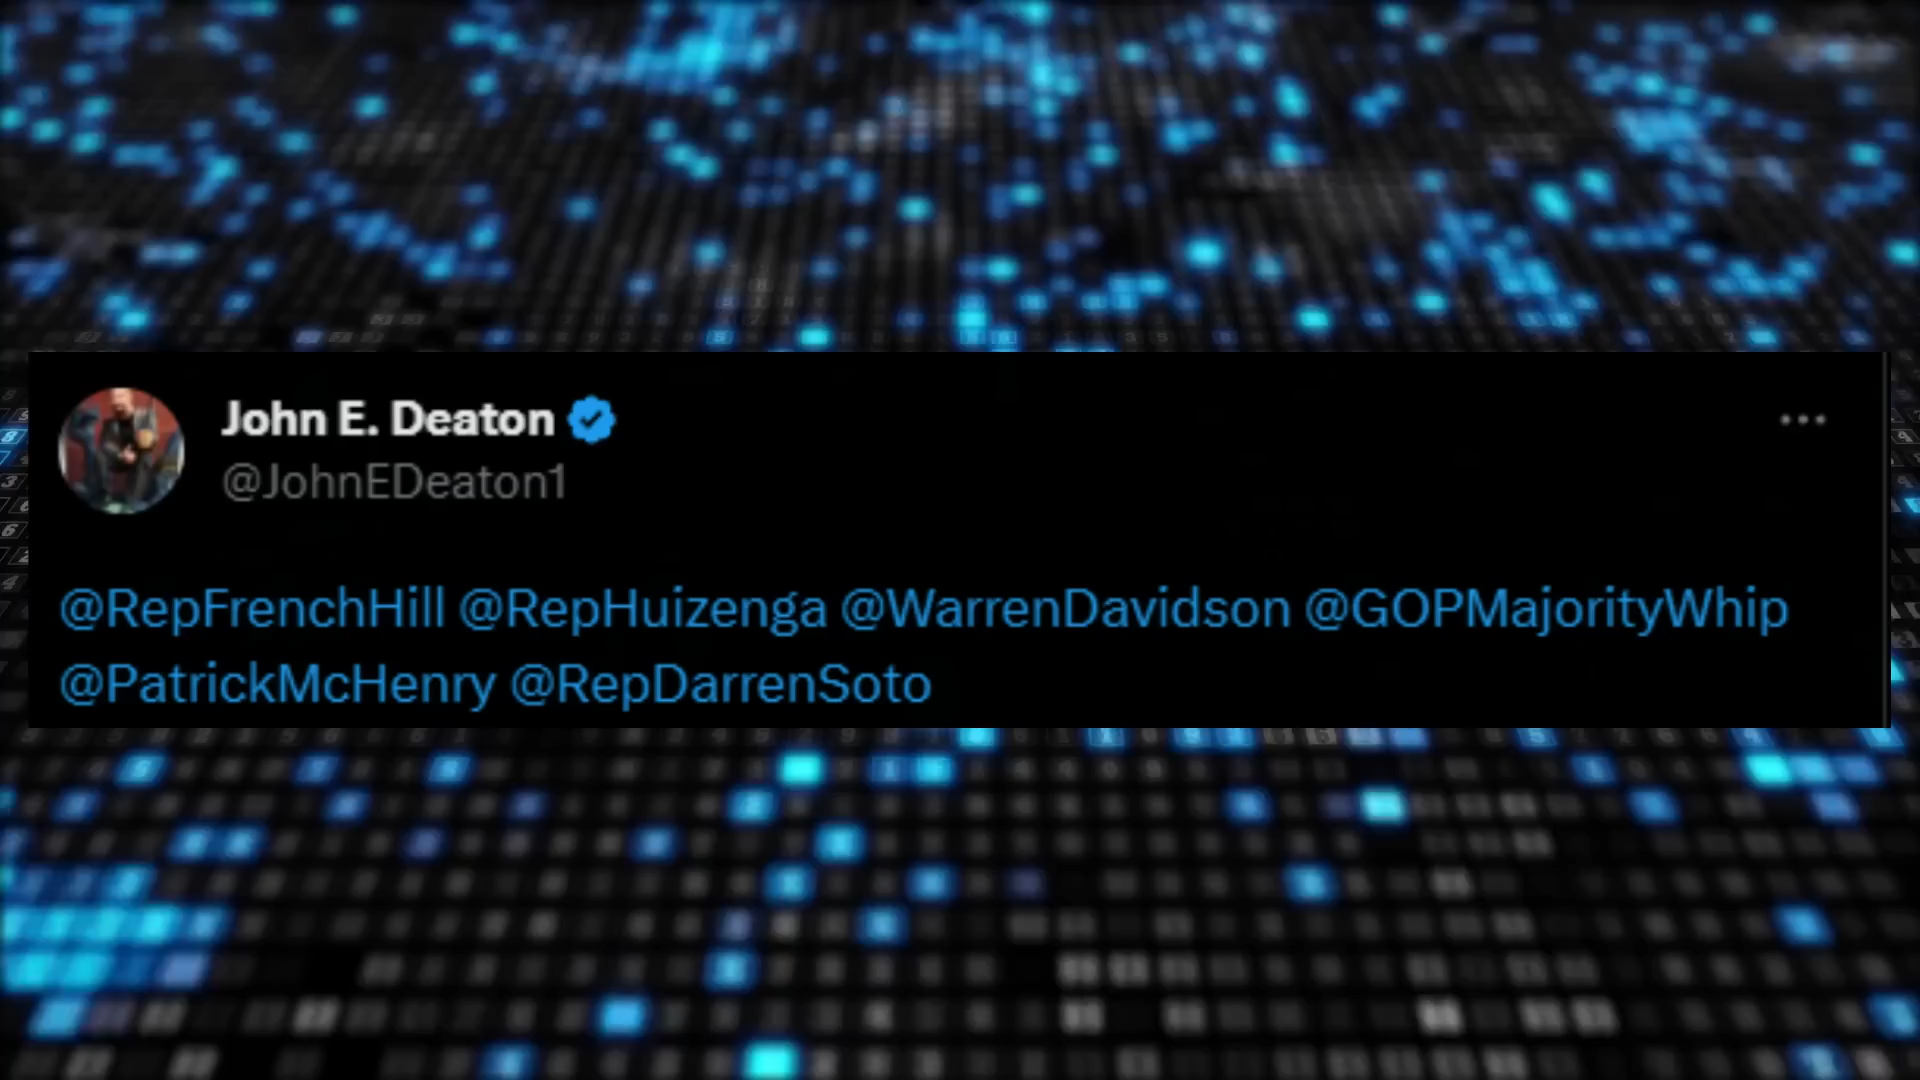 John E. Deaton
@JohnEDeaton1
@RepFrenchHill @RepHuizenga @WarrenDavidson @GOPMajorityWhip
@PatrickMcHenry @RepDarrenSoto